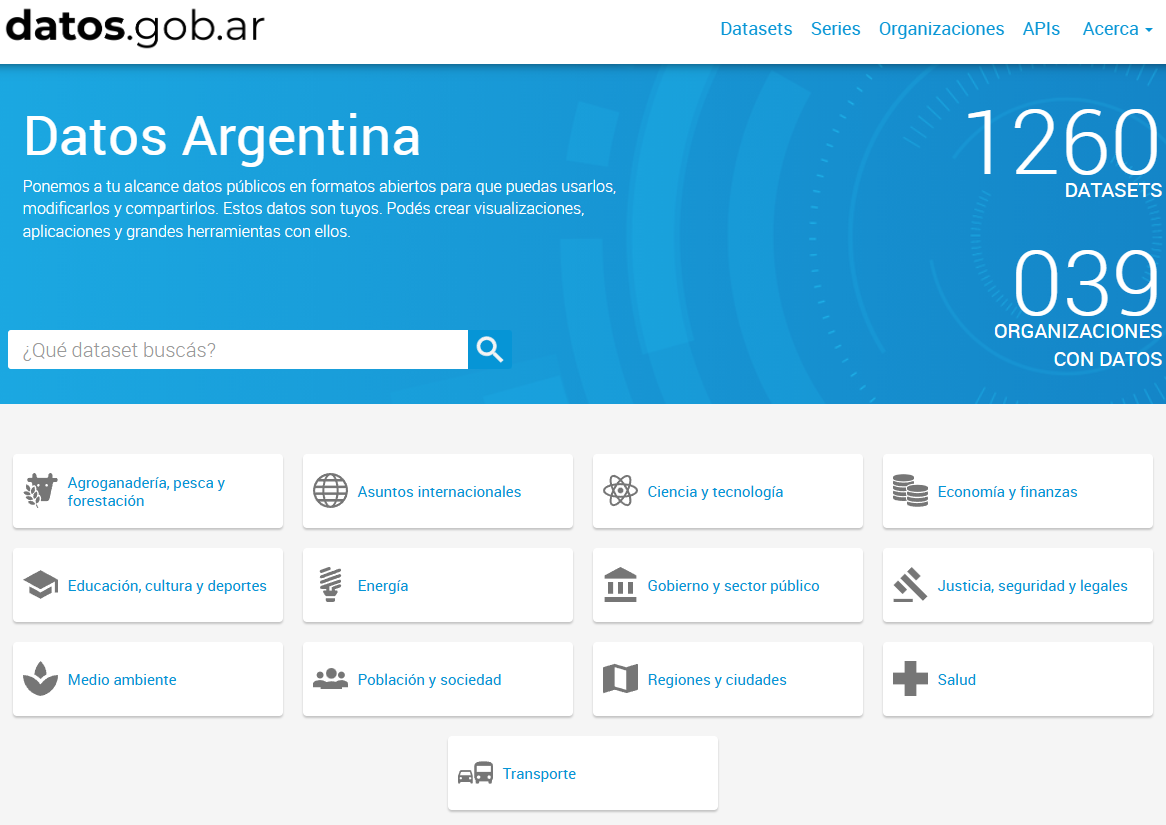 datos.gob.ar
Datasets Series Organizaciones APIs Acerca
Datos Argentina
Ponemos a tu alcance datos públicos en formatos abiertos para que puedas usarlos,
modificarlos y compartirlos. Estos datos son tuyos. Podés crear visualizaciones,
aplicaciones y grandes herramientas con ellos.
1260
DATASETS
039
ORGANIZACIONES
CON DATOS
¿Qué dataset buscás?
Agroganadería, pesca y
forestación
Asuntos internacionales
Ciencia y tecnología
Economía y finanzas
Educación, cultura y deportes
Energía
Gobierno y sector público
Justicia, seguridad y legales
Medio ambiente
Población y sociedad
Regiones y ciudades
Salud
Transporte